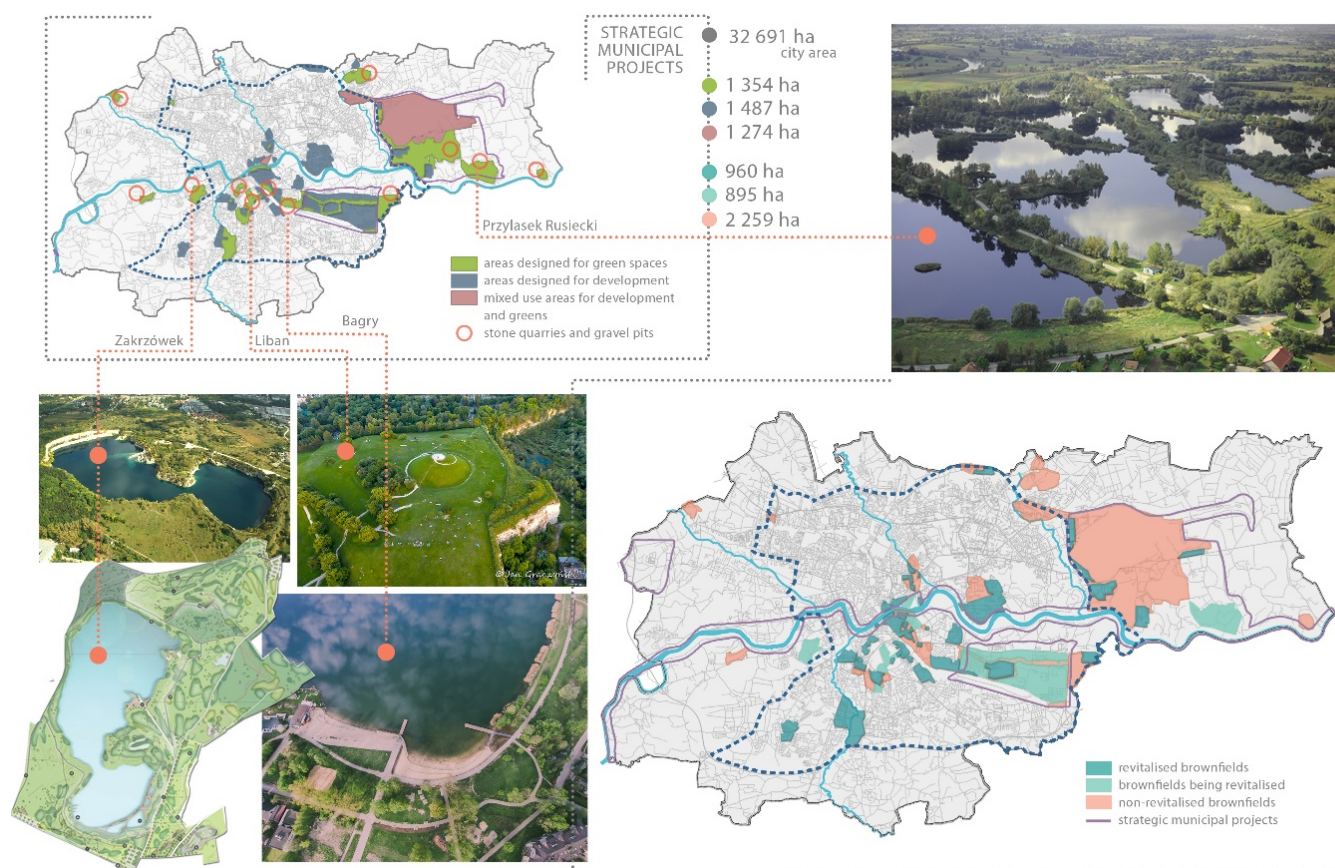 STRATEGIC
MUNICIPAL
PROJECTS
32 691 ha
city area
1 354 ha
1 487 ha
1 274 ha
960 ha
895 ha
2 259 ha
Przylasek Rusiecki
areas designed for green spaces
areas designed for development
mixed use areas for development
and greens
stone quarries and gravel pits
Zakrzówek
Liban
Bagry
revitalised brownfields
brownfields being revitalised
non-revitalised brownfields
strategic municipal projects